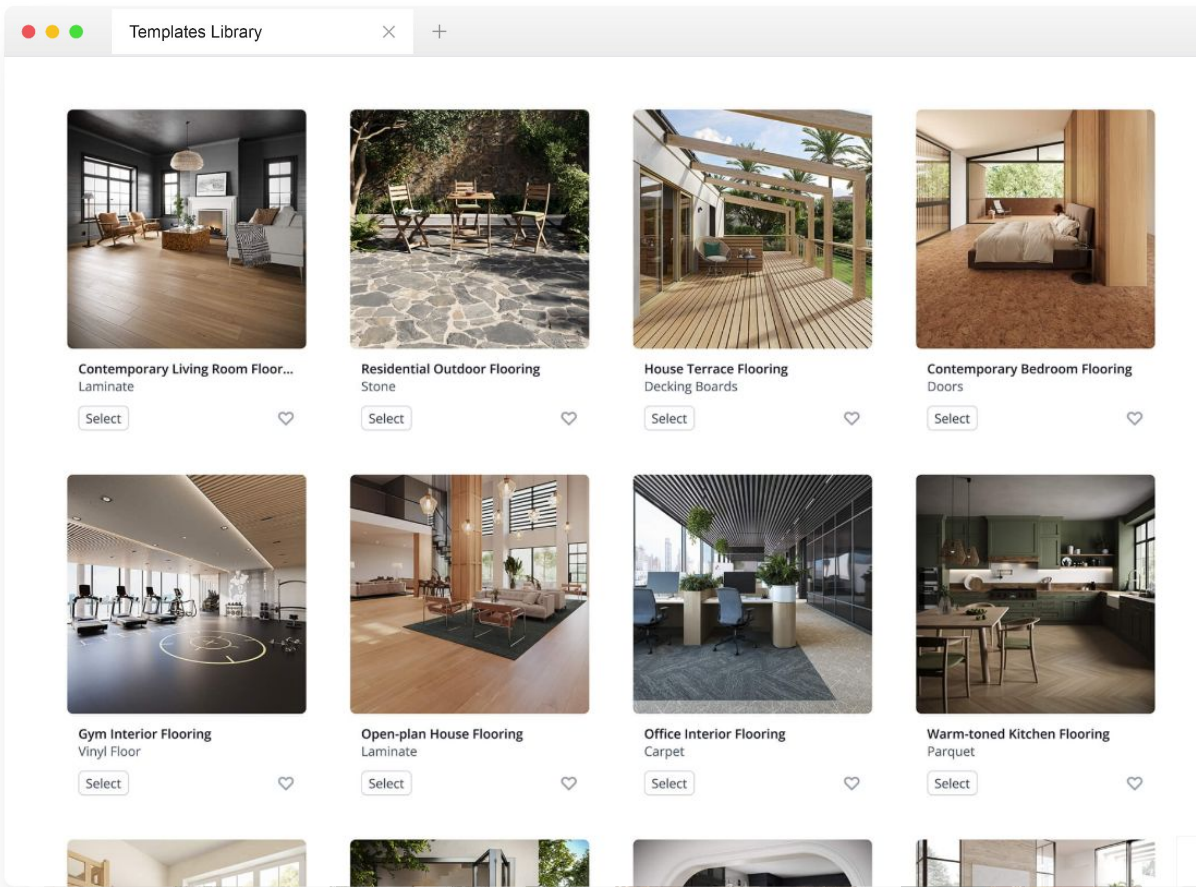 Templates Library
Contemporary Living Room Floor...
Laminate
Select
Residential Outdoor Flooring
Stone
Select
House Terrace Flooring
Decking Boards
Select
Contemporary Bedroom Flooring
Doors
Select
Gym Interior Flooring
Vinyl Floor
Select
Open-plan House Flooring
Laminate
Select
Office Interior Flooring
Carpet
Select
Warm-toned Kitchen Flooring
Parquet
Select